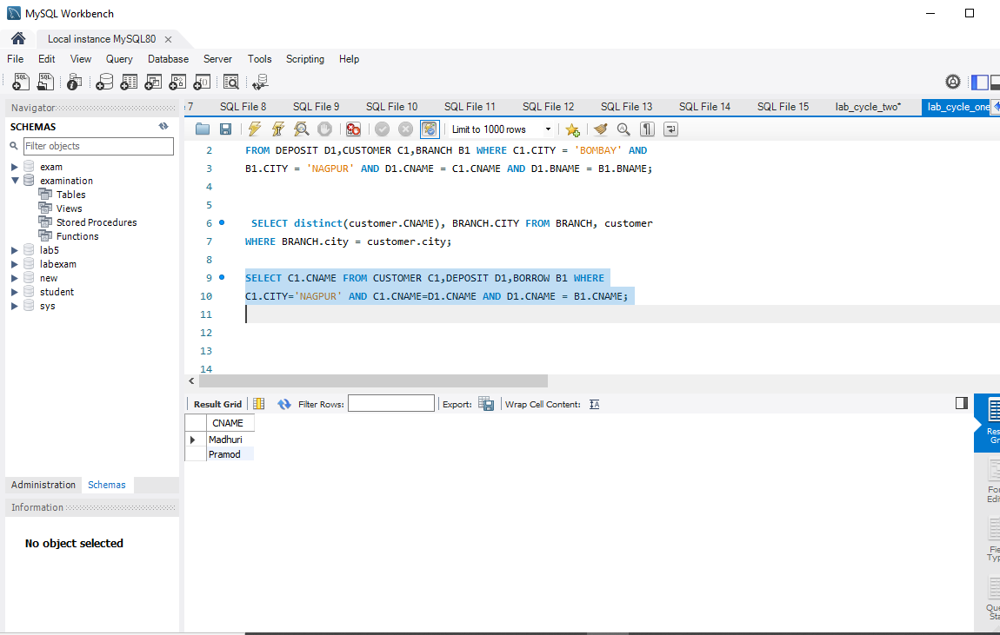 MySQL Workbench
Local instance MySQL80
File Edit View Query Database Server Tools Scripting Help
Navigator
SCHEMAS
Filter objects
exam
examination
Tables
Views
Stored Procedures
Functions
lab5
labexam
new
student
sys
Administration Schemas
Information
No object selected
7 SQL File 8 SQL File 9 SQL File 10 SQL File 11 SQL File 12 SQL File 13 SQL File 14 SQL File 15 lab_cycle_two* lab_cycle_one
Limit to 1000 rows
2 FROM DEPOSIT D1,CUSTOMER C1,BRANCH B1 WHERE C1.CITY = 'BOMBAY' AND
3 B1.CITY = 'NAGPUR' AND D1.CNAME = C1.CNAME AND D1.BNAME = B1.BNAME;
4
5
6 SELECT distinct(customer.CNAME), BRANCH.CITY FROM BRANCH, customer
7 WHERE BRANCH.city = customer.city;
8
9 SELECT C1.CNAME FROM CUSTOMER C1,DEPOSIT D1,BORROW B1 WHERE
10 C1.CITY='NAGPUR' AND C1.CNAME=D1.CNAME AND D1.CNAME = B1.CNAME;
11
12
13
14
Result Grid Filter Rows: Export: Wrap Cell Content:
CNAME
Madhuri
Pramod